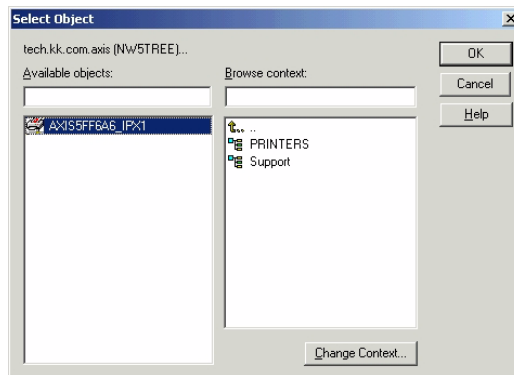 Select Object
tech.kk.com.axis (NW5TREE)...
Available objects:
Browse context:
OK
Cancel
Help
AXIS5FF6A6_IPX1
..
PRINTERS
Support
Change Context...